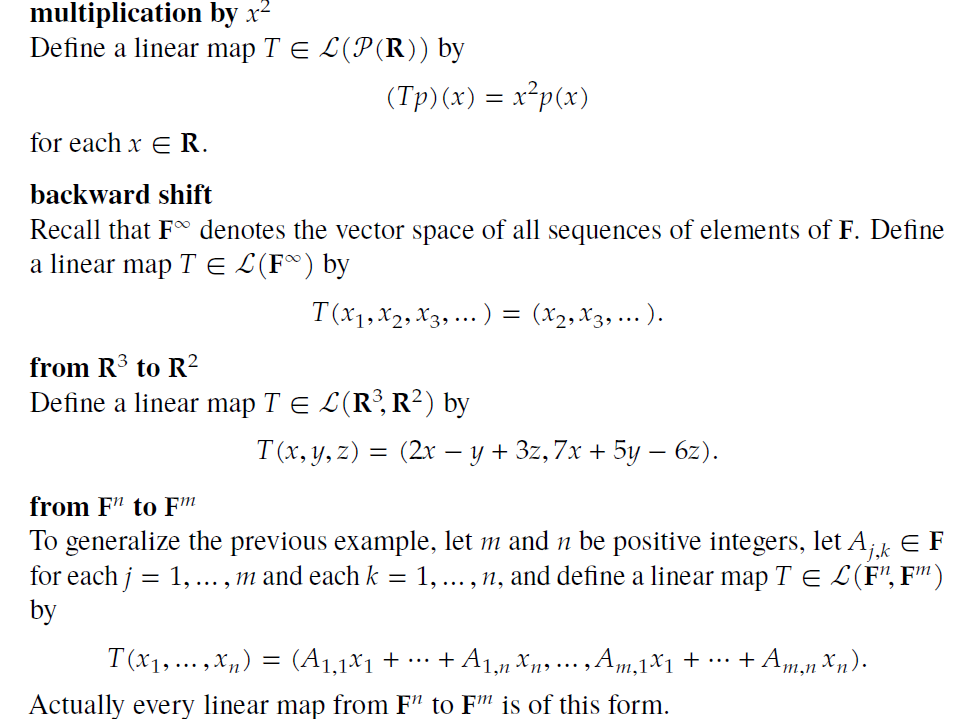 multiplication by x²
Define a linear map T ∈ ℒ(𝒫(𝐑)) by
(Tp)(x) = x²p(x)
for each x ∈ 𝐑.
backward shift
Recall that 𝐅^∞ denotes the vector space of all sequences of elements of 𝐅. Define
a linear map T ∈ ℒ(𝐅^∞) by
T(x₁, x₂, x₃, … ) = (x₂, x₃, … ).
from 𝐑³ to 𝐑²
Define a linear map T ∈ ℒ(𝐑³, 𝐑²) by
T(x, y, z) = (2x − y + 3z, 7x + 5y − 6z).
from 𝐅ⁿ to 𝐅ᵐ
To generalize the previous example, let m and n be positive integers, let A_{j,k} ∈ 𝐅
for each j = 1, … , m and each k = 1, … , n, and define a linear map T ∈ ℒ(𝐅ⁿ, 𝐅ᵐ)
by
T(x₁, … , xₙ) = (A_{1,1}x₁ + ⋯ + A_{1,n}xₙ, … , A_{m,1}x₁ + ⋯ + A_{m,n}xₙ).
Actually every linear map from 𝐅ⁿ to 𝐅ᵐ is of this form.